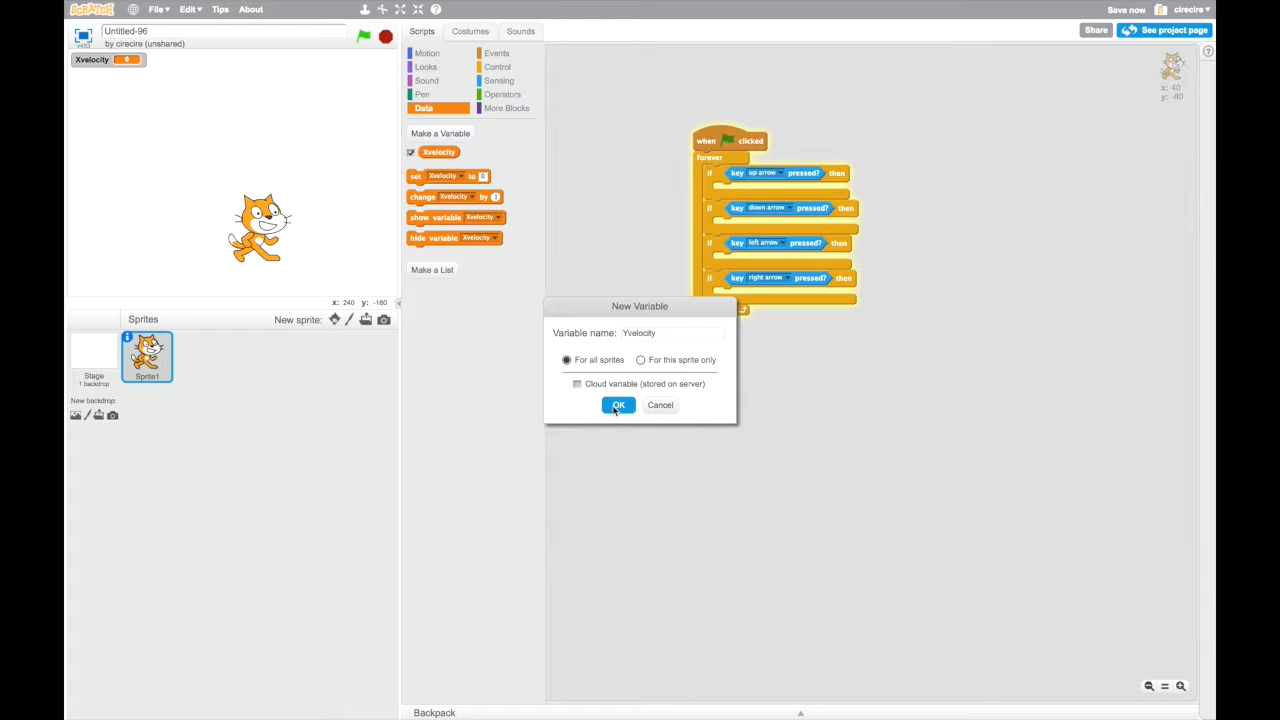 SCRATCH File▾ Edit▾ Tips About Save now cirecire▾
Untitled-96
by cirecire (unshared)
v453
Scripts Costumes Sounds
Share See project page
Xvelocity 0
Motion Events
Looks Control
Sound Sensing
Pen Operators
Data More Blocks
Make a Variable
Xvelocity
set Xvelocity to 0
change Xvelocity by 1
show variable Xvelocity
hide variable Xvelocity
Make a List
x: 40
y: -80
when clicked
forever
if key up arrow pressed? then
if key down arrow pressed? then
if key left arrow pressed? then
if key right arrow pressed? then
New Variable
Variable name: Yvelocity
For all sprites For this sprite only
Cloud variable (stored on server)
OK Cancel
x: 240 y: -180
Sprites New sprite:
Stage
1 backdrop
Sprite1
New backdrop:
Backpack